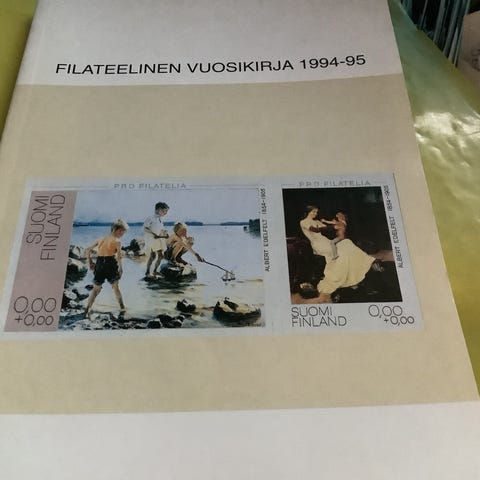 FILATEELINEN VUOSIKIRJA 1994-95
PRO FILATELIA
SUOMI
FINLAND
0,00
+0,00
ALBERT EDELFELT 1854-1905
PRO FILATELIA
ALBERT EDELFELT 1854-1905
SUOMI
FINLAND
0,00
+0,00